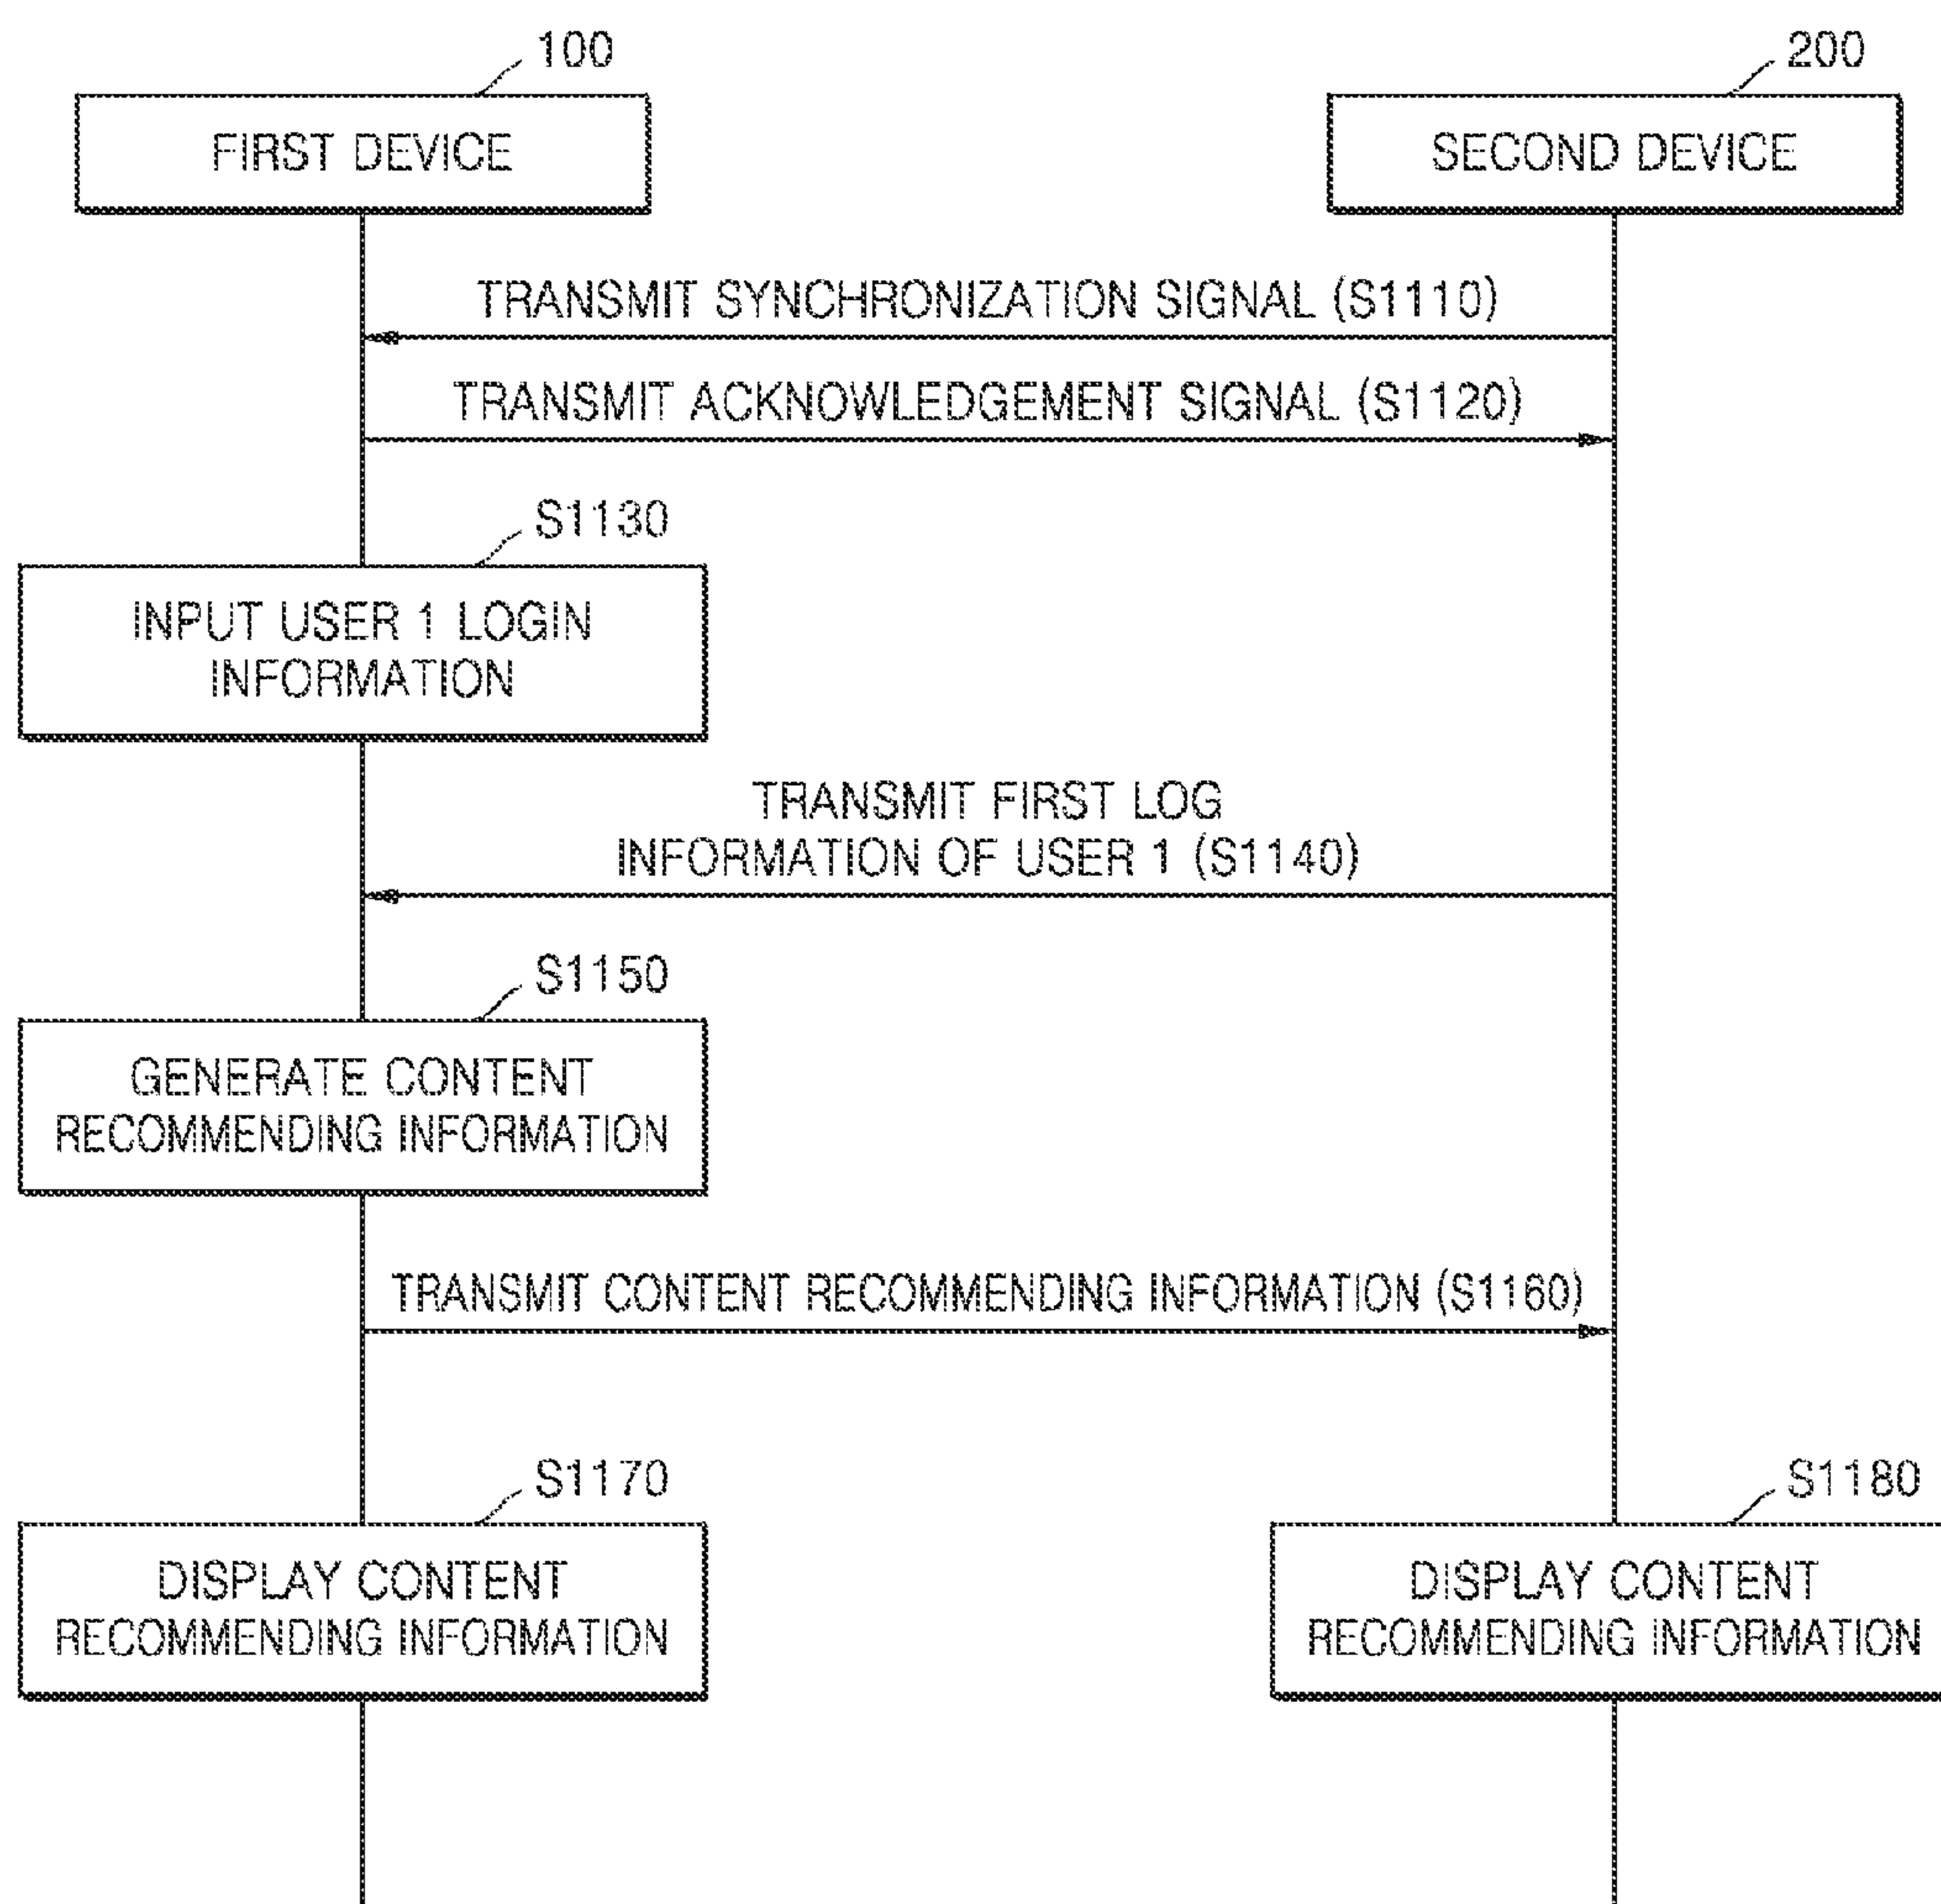 100
200
FIRST DEVICE
SECOND DEVICE
TRANSMIT SYNCHRONIZATION SIGNAL (S1110)
TRANSMIT ACKNOWLEDGEMENT SIGNAL (S1120)
S1130
INPUT USER 1 LOGIN
INFORMATION
TRANSMIT FIRST LOG
INFORMATION OF USER 1 (S1140)
S1150
GENERATE CONTENT
RECOMMENDING INFORMATION
TRANSMIT CONTENT RECOMMENDING INFORMATION (S1160)
S1170
S1180
DISPLAY CONTENT
RECOMMENDING INFORMATION
DISPLAY CONTENT
RECOMMENDING INFORMATION